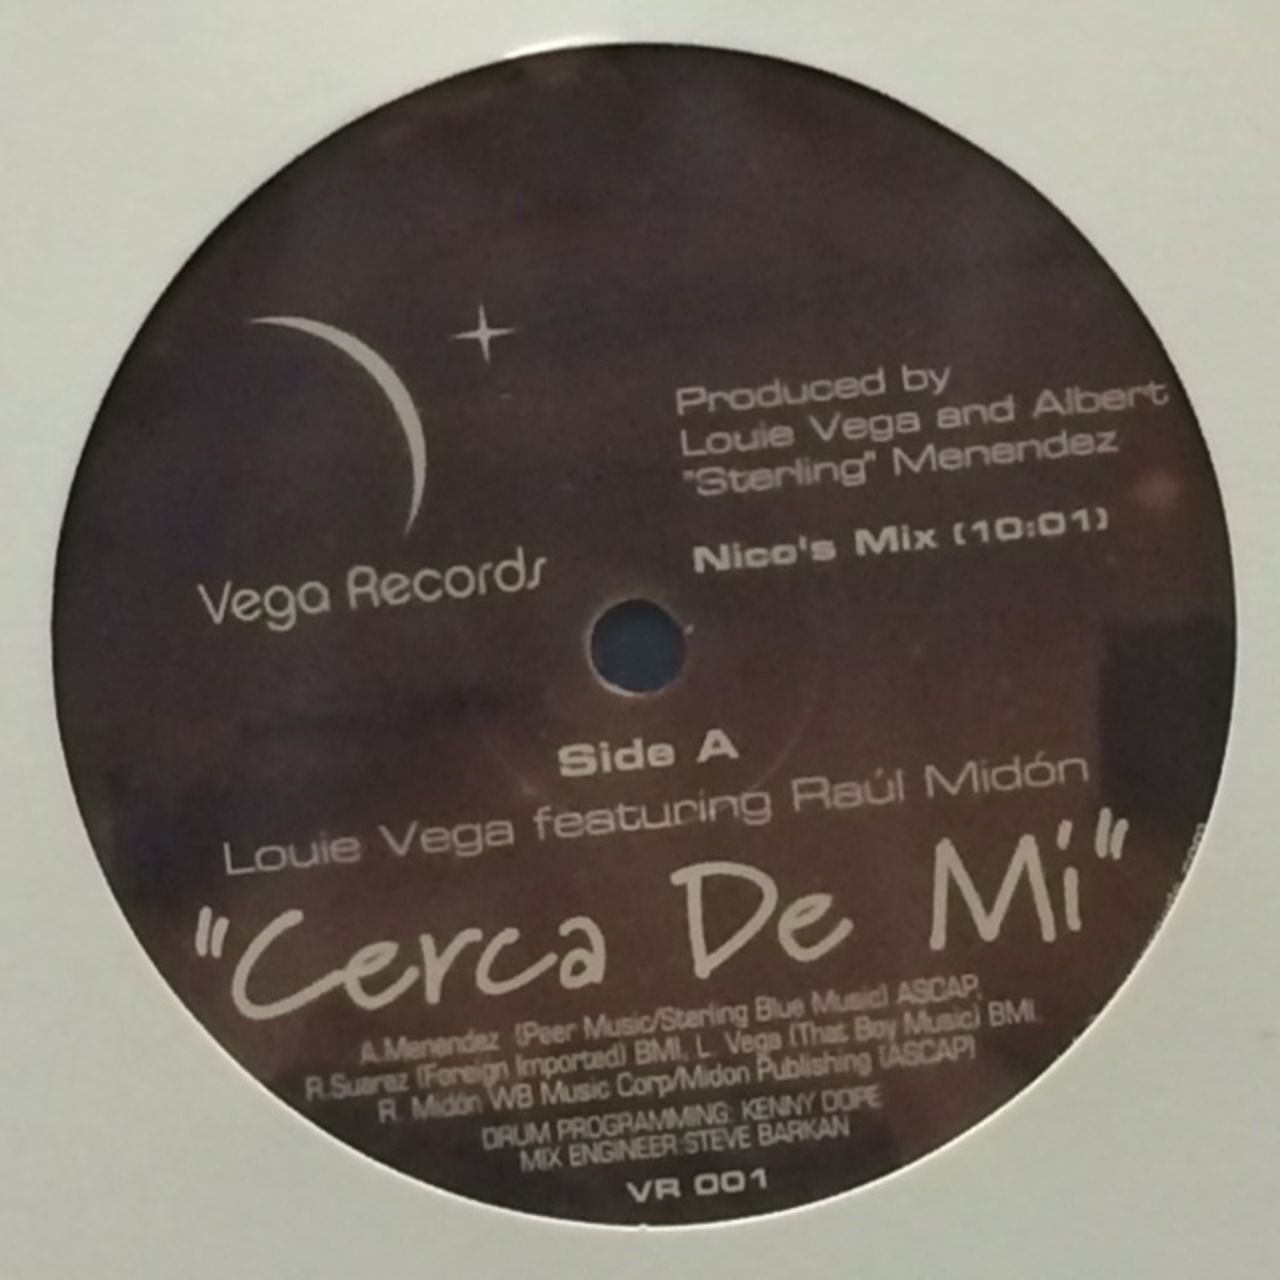 Produced by
Louie Vega and Albert
"Sterling" Menendez
Nico's Mix (10:01)
Vega Records
Side A
Louie Vega featuring Raúl Midón
"Cerca De Mi"
A.Menendez (Peer Music/Sterling Blue Music) ASCAP,
R.Suarez (Foreign Imported) BMI, L. Vega (That Boy Music) BMI,
R. Midón WB Music Corp/Midon Publishing (ASCAP)
DRUM PROGRAMMING: KENNY DOPE
MIX ENGINEER:STEVE BARKAN
VR 001